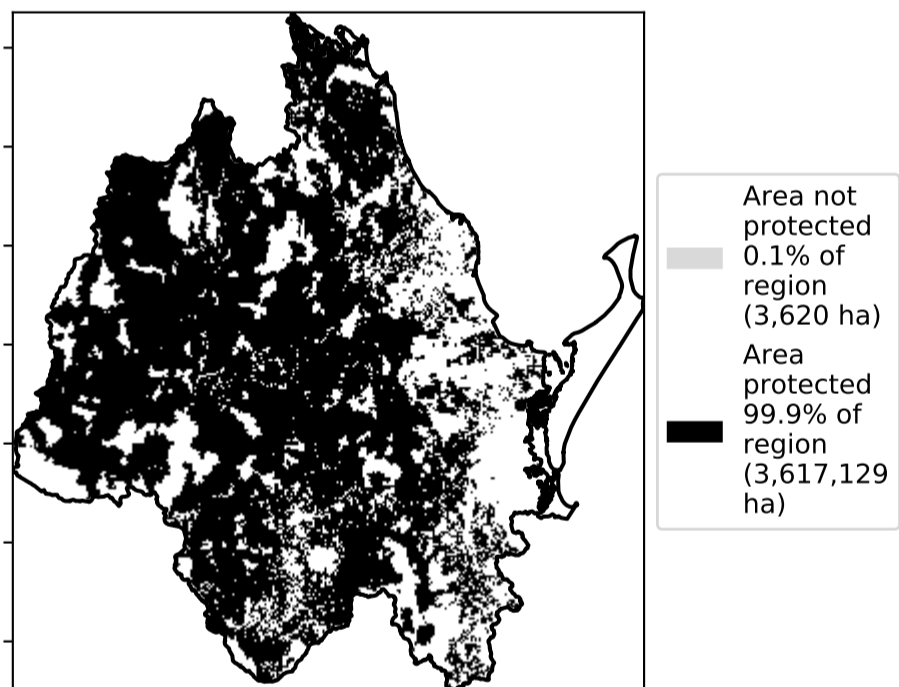 Area not
protected
0.1% of
region
(3,620 ha)
Area
protected
99.9% of
region
(3,617,129
ha)